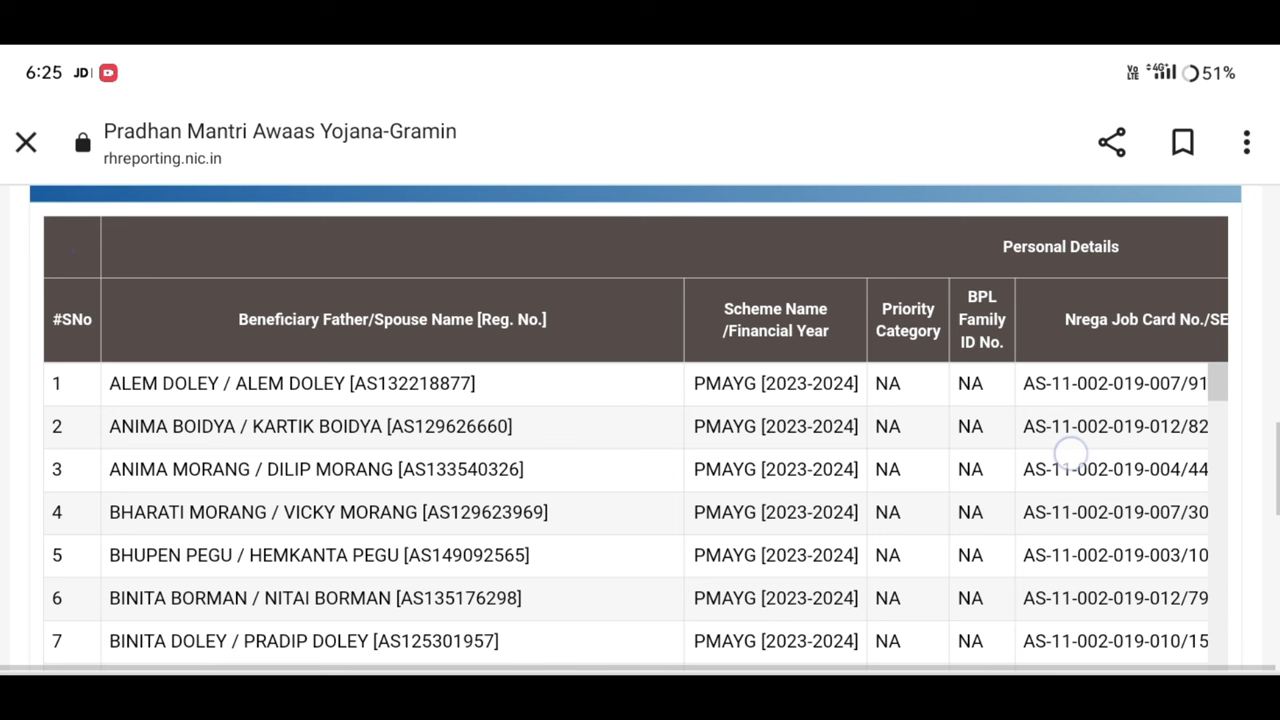 6:25 JD
Vo LTE 4G+ 51%
Pradhan Mantri Awaas Yojana-Gramin
rhreporting.nic.in
Personal Details
#SNo Beneficiary Father/Spouse Name [Reg. No.] Scheme Name /Financial Year Priority Category BPL Family ID No. Nrega Job Card No./SE
1 ALEM DOLEY / ALEM DOLEY [AS132218877] PMAYG [2023-2024] NA NA AS-11-002-019-007/91
2 ANIMA BOIDYA / KARTIK BOIDYA [AS129626660] PMAYG [2023-2024] NA NA AS-11-002-019-012/82
3 ANIMA MORANG / DILIP MORANG [AS133540326] PMAYG [2023-2024] NA NA AS-11-002-019-004/44
4 BHARATI MORANG / VICKY MORANG [AS129623969] PMAYG [2023-2024] NA NA AS-11-002-019-007/30
5 BHUPEN PEGU / HEMKANTA PEGU [AS149092565] PMAYG [2023-2024] NA NA AS-11-002-019-003/10
6 BINITA BORMAN / NITAI BORMAN [AS135176298] PMAYG [2023-2024] NA NA AS-11-002-019-012/79
7 BINITA DOLEY / PRADIP DOLEY [AS125301957] PMAYG [2023-2024] NA NA AS-11-002-019-010/15